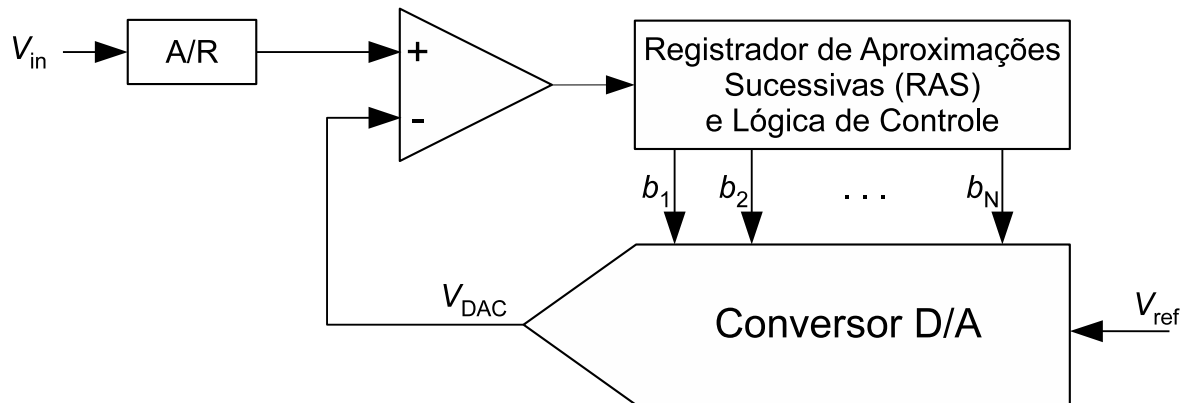 V_in
A/R
+
-
Registrador de Aproximações
Sucessivas (RAS)
e Lógica de Controle
b_1
b_2
. . .
b_N
V_DAC
Conversor D/A
V_ref